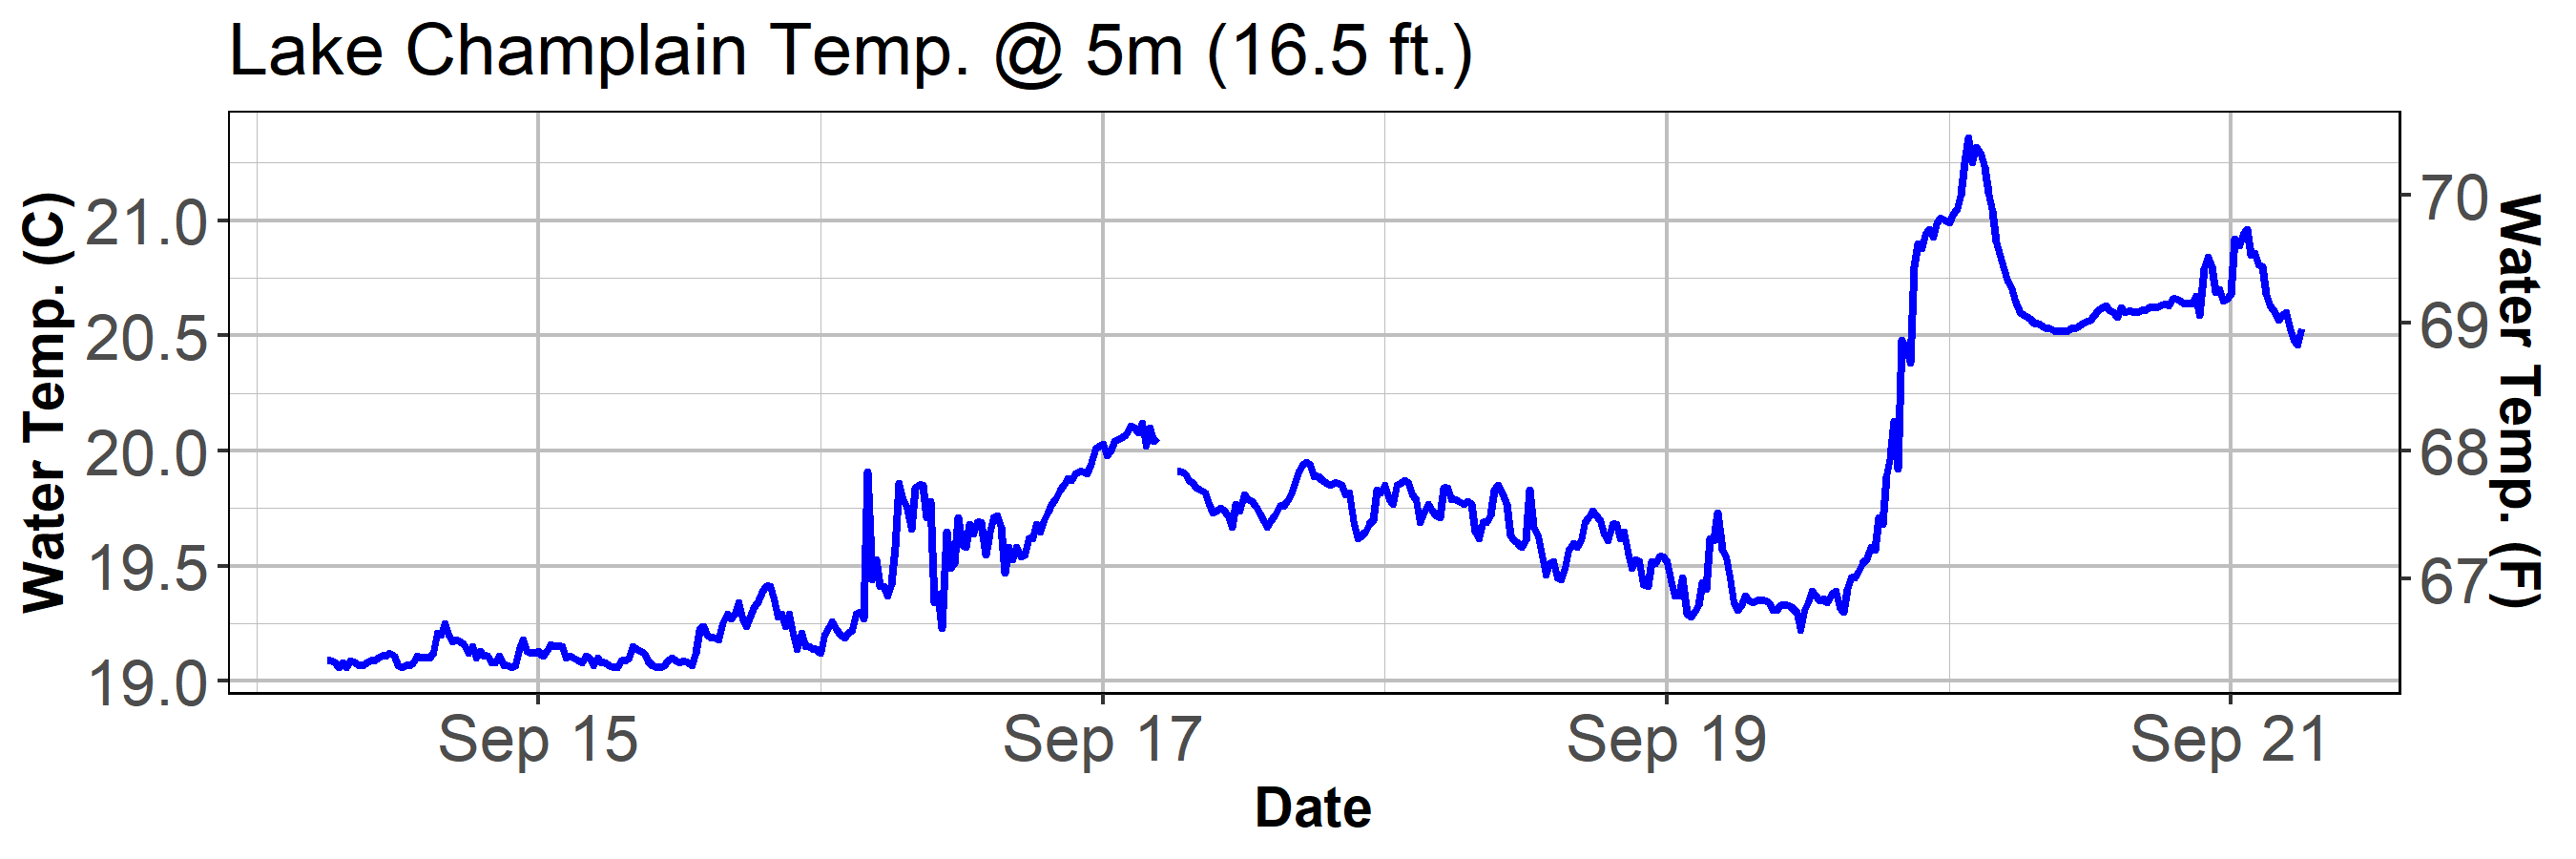 Lake Champlain Temp. @ 5m (16.5 ft.)
Water Temp. (C)
21.0
20.5
20.0
19.5
19.0
70
69
68
67
Water Temp. (F)
Sep 15
Sep 17
Sep 19
Sep 21
Date